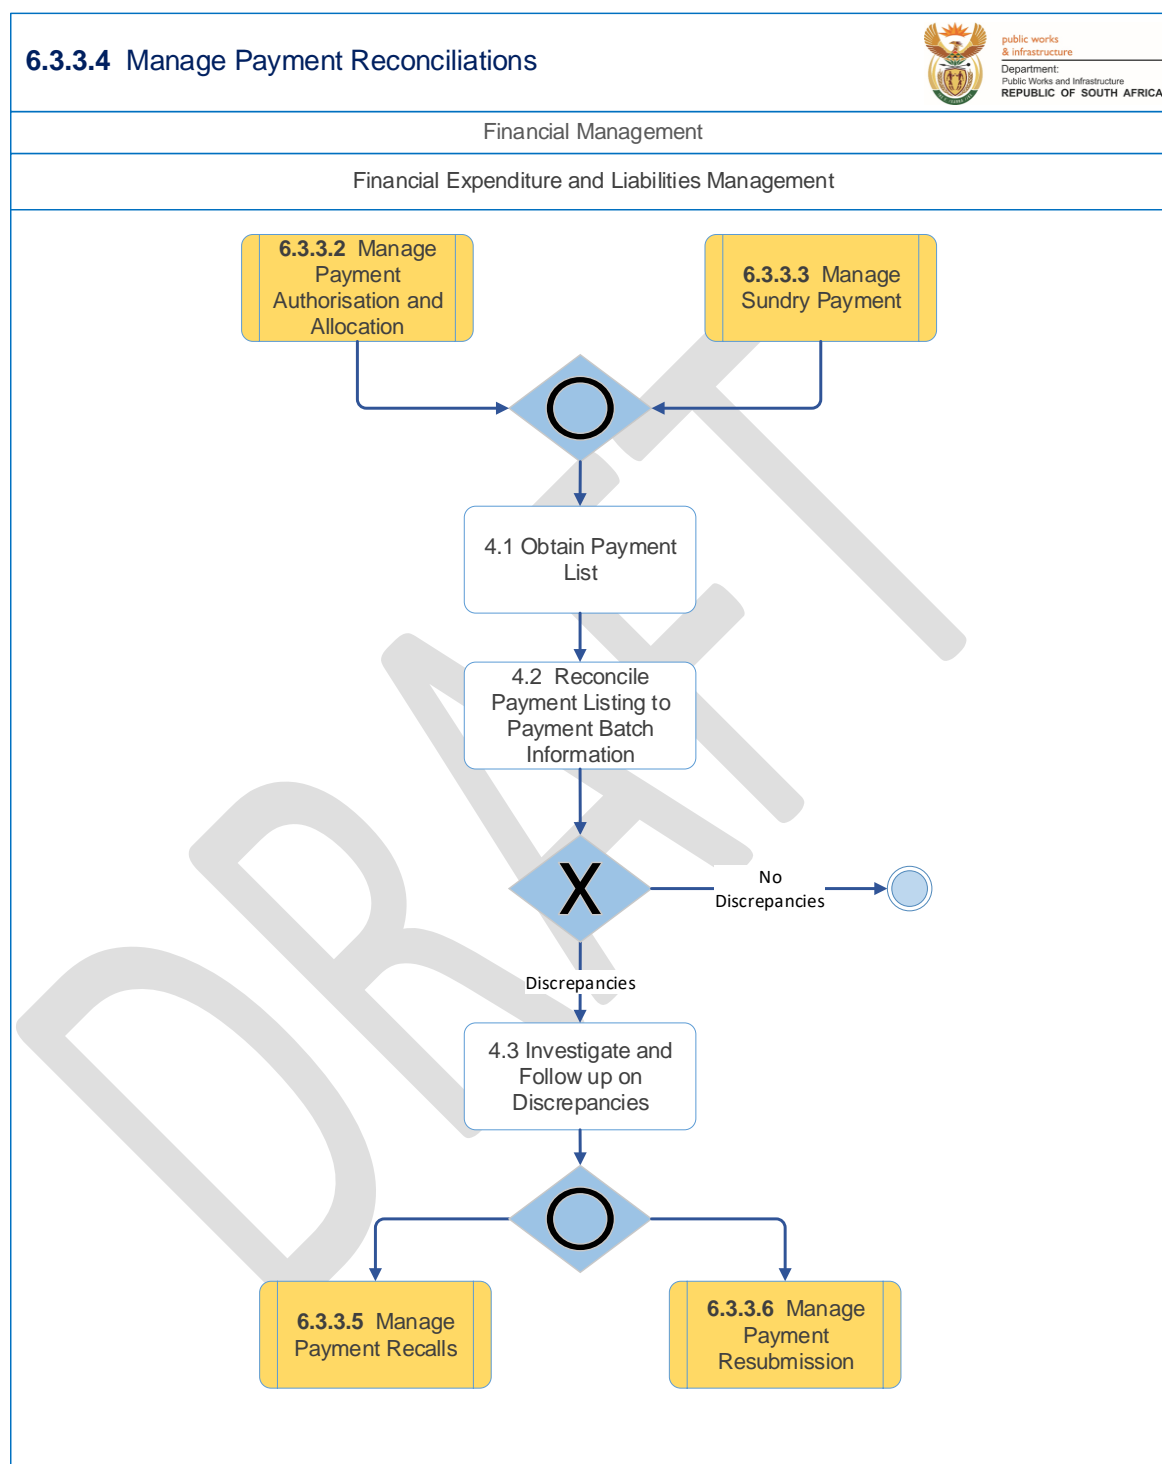 6.3.3.4 Manage Payment Reconciliations
public works
& infrastructure
Department:
Public Works and Infrastructure
REPUBLIC OF SOUTH AFRICA
Financial Management
Financial Expenditure and Liabilities Management
6.3.3.2 Manage
Payment
Authorisation and
Allocation
6.3.3.3 Manage
Sundry Payment
4.1 Obtain Payment
List
4.2 Reconcile
Payment Listing to
Payment Batch
Information
X
No
Discrepancies
Discrepancies
4.3 Investigate and
Follow up on
Discrepancies
6.3.3.5 Manage
Payment Recalls
6.3.3.6 Manage
Payment
Resubmission
DRAFT